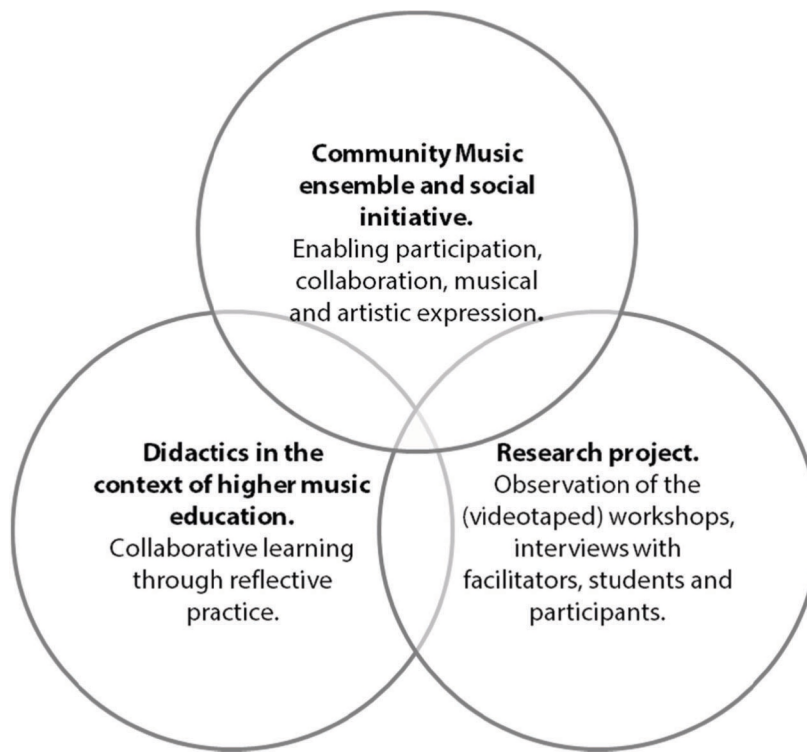 Community Music
ensemble and social
initiative.
Enabling participation,
collaboration, musical
and artistic expression.
Didactics in the
context of higher music
education.
Collaborative learning
through reflective
practice.
Research project.
Observation of the
(videotaped) workshops,
interviews with
facilitators, students and
participants.